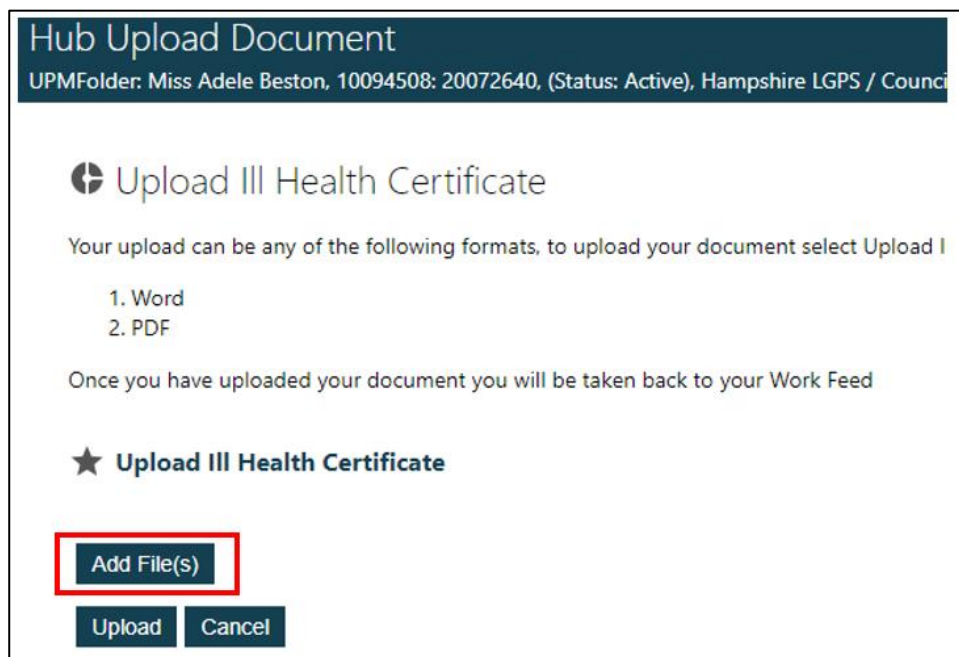 Hub Upload Document
UPMFolder: Miss Adele Beston, 10094508: 20072640, (Status: Active), Hampshire LGPS / Counci
Upload Ill Health Certificate
Your upload can be any of the following formats, to upload your document select Upload I
1. Word
2. PDF
Once you have uploaded your document you will be taken back to your Work Feed
Upload Ill Health Certificate
Add File(s)
Upload Cancel